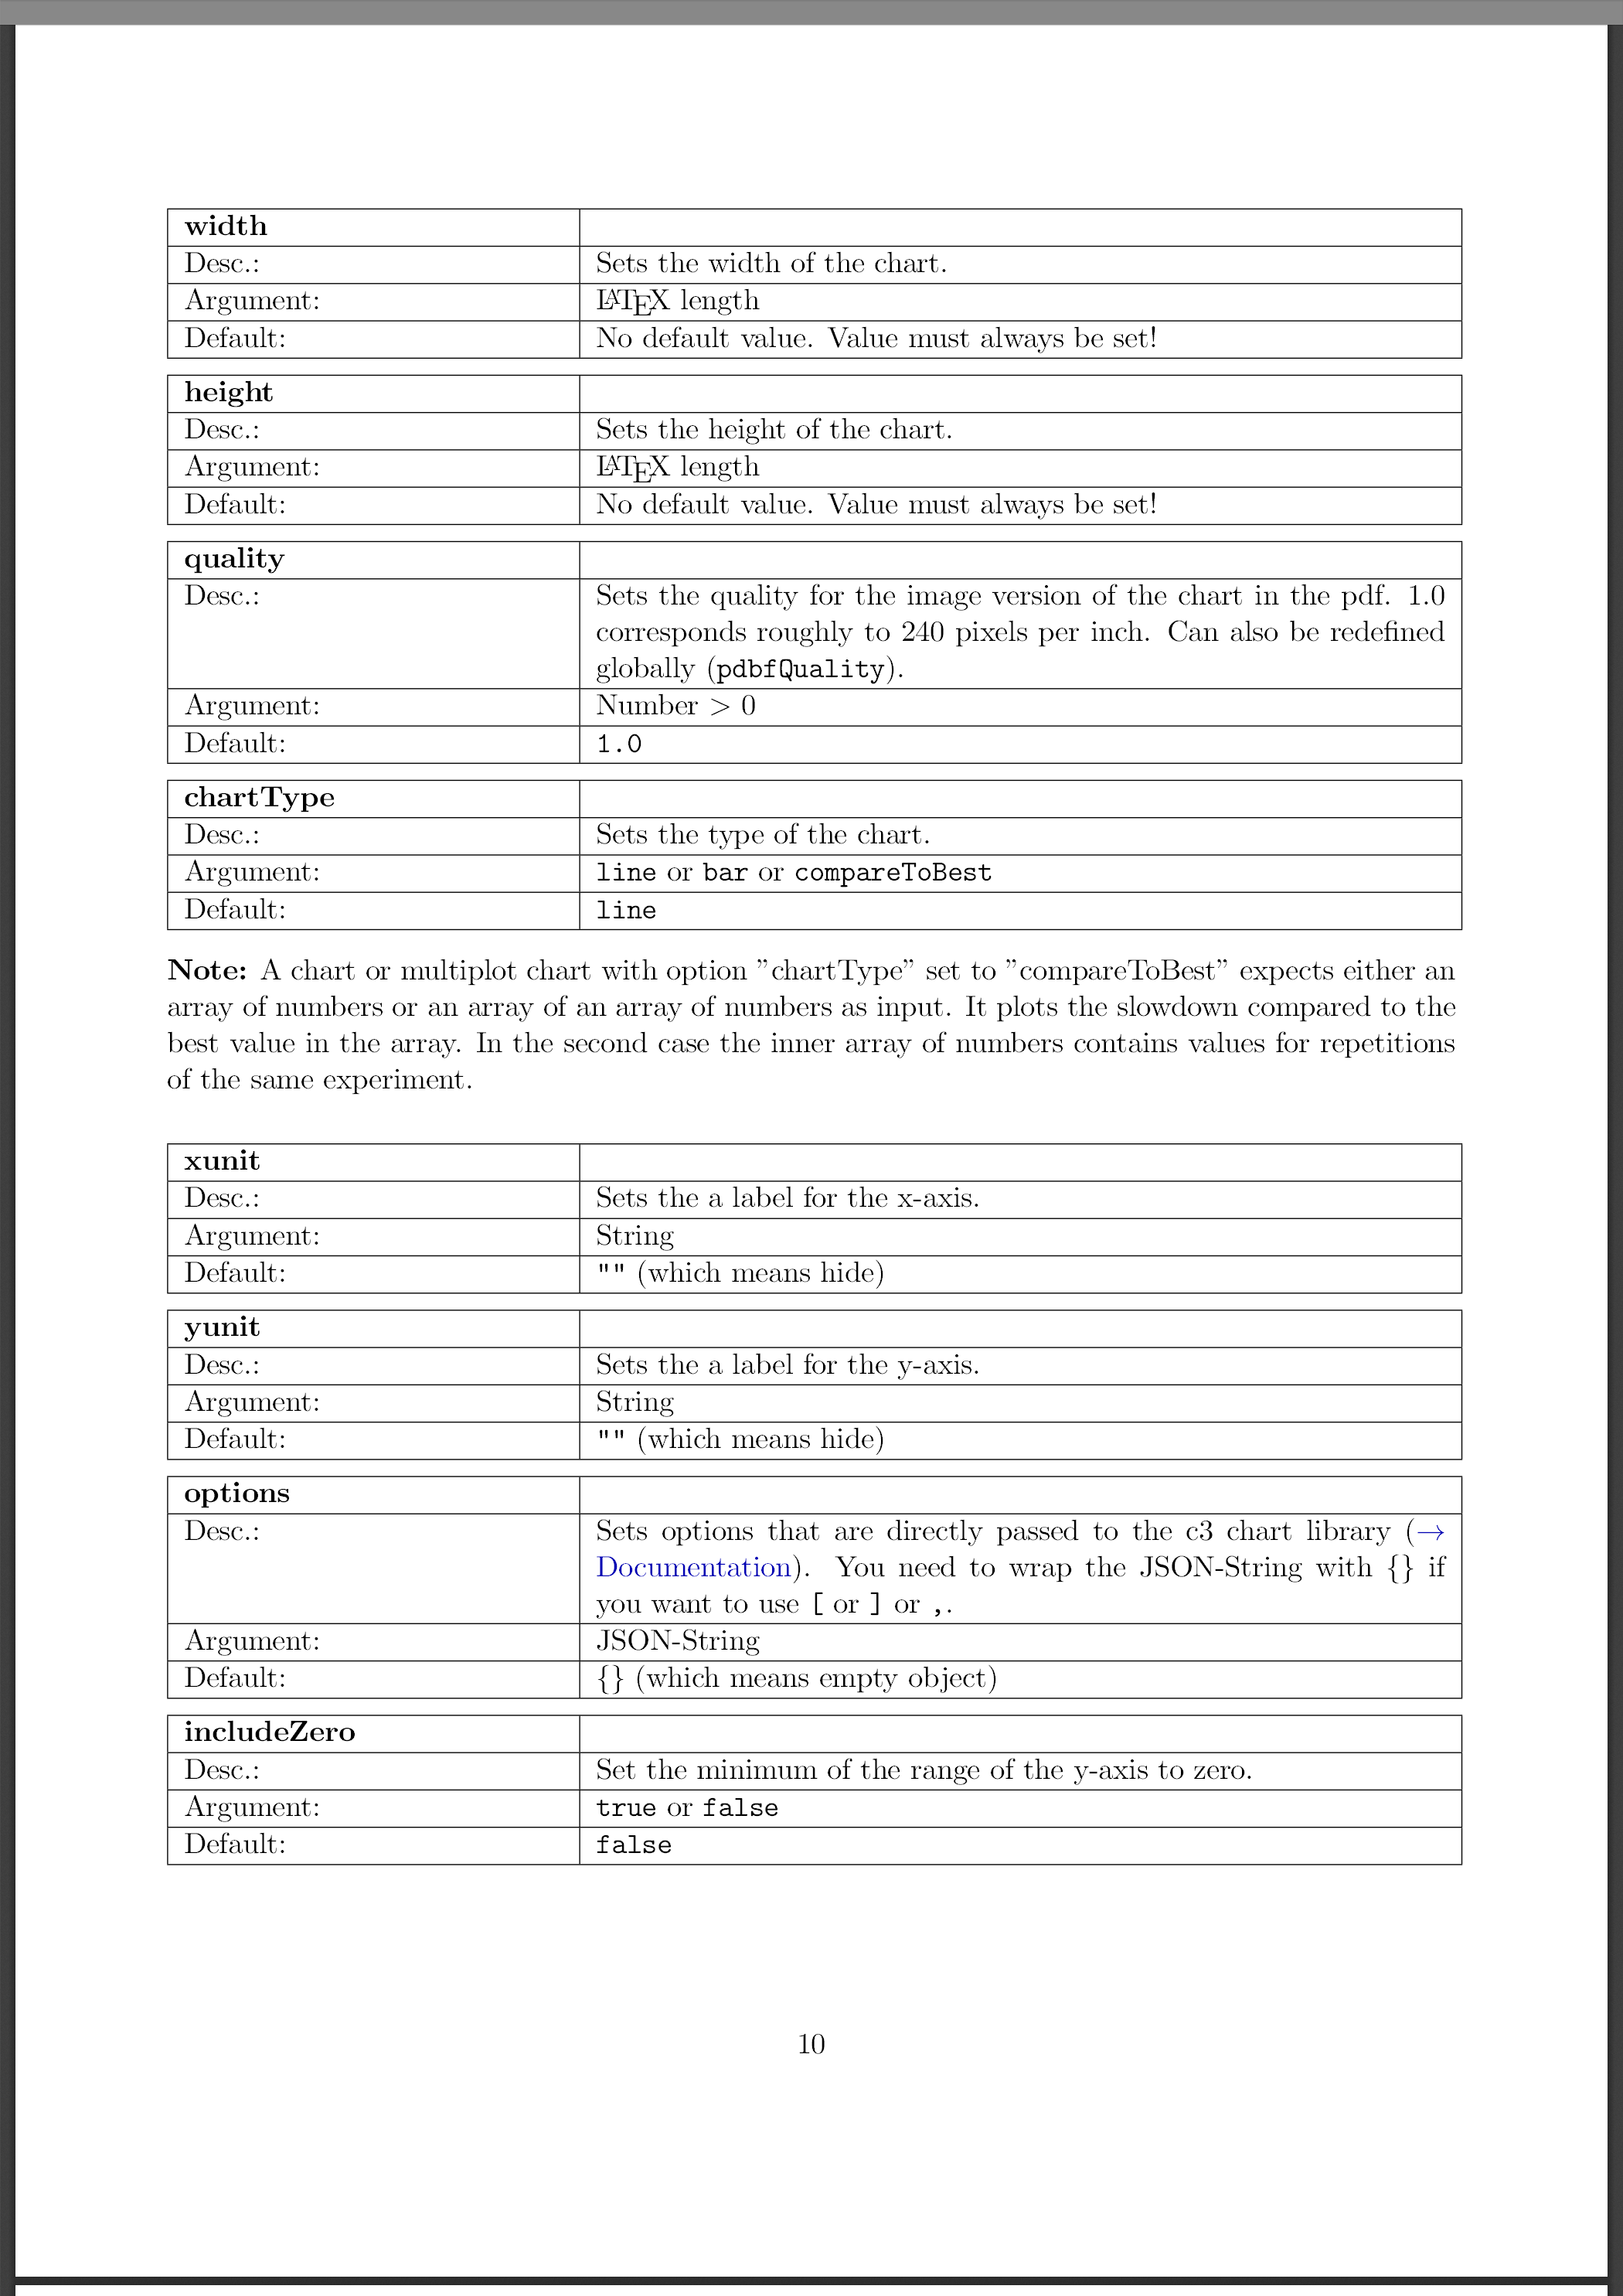 width
Desc.: Sets the width of the chart.
Argument: LATEX length
Default: No default value. Value must always be set!
height
Desc.: Sets the height of the chart.
Argument: LATEX length
Default: No default value. Value must always be set!
quality
Desc.: Sets the quality for the image version of the chart in the pdf. 1.0
corresponds roughly to 240 pixels per inch. Can also be redefined
globally (pdbfQuality).
Argument: Number > 0
Default: 1.0
chartType
Desc.: Sets the type of the chart.
Argument: line or bar or compareToBest
Default: line
Note: A chart or multiplot chart with option ”chartType” set to ”compareToBest” expects either an
array of numbers or an array of an array of numbers as input. It plots the slowdown compared to the
best value in the array. In the second case the inner array of numbers contains values for repetitions
of the same experiment.
xunit
Desc.: Sets the a label for the x-axis.
Argument: String
Default: "" (which means hide)
yunit
Desc.: Sets the a label for the y-axis.
Argument: String
Default: "" (which means hide)
options
Desc.: Sets options that are directly passed to the c3 chart library (→
Documentation). You need to wrap the JSON-String with {} if
you want to use [ or ] or ,.
Argument: JSON-String
Default: {} (which means empty object)
includeZero
Desc.: Set the minimum of the range of the y-axis to zero.
Argument: true or false
Default: false
10